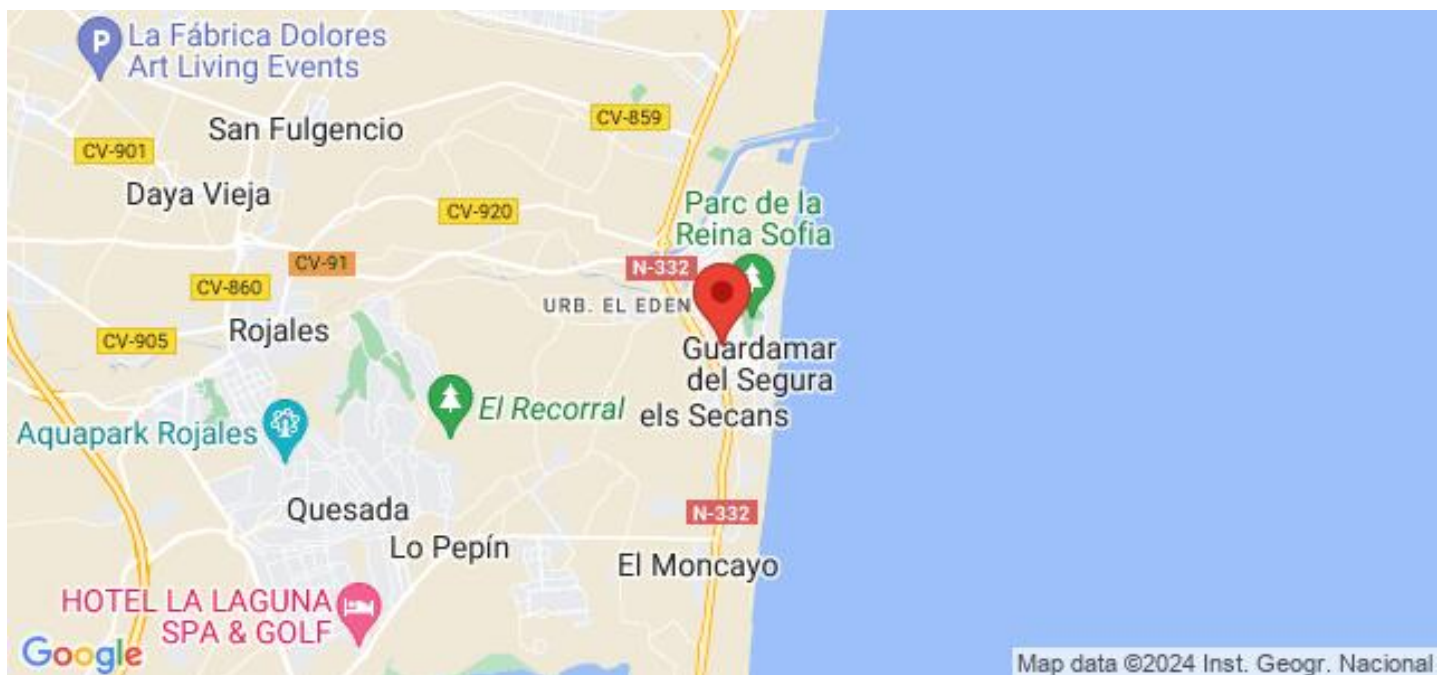 La Fábrica Dolores
Art Living Events
San Fulgencio
CV-859
CV-901
Daya Vieja
CV-920
Parc de la
Reina Sofia
CV-91
N-332
CV-860
URB. EL EDEN
Rojales
CV-905
Guardamar
del Segura
El Recorral
els Secans
Aquapark Rojales
Quesada
N-332
Lo Pepín
El Moncayo
HOTEL LA LAGUNA
SPA & GOLF
Google
Map data ©2024 Inst. Geogr. Nacional